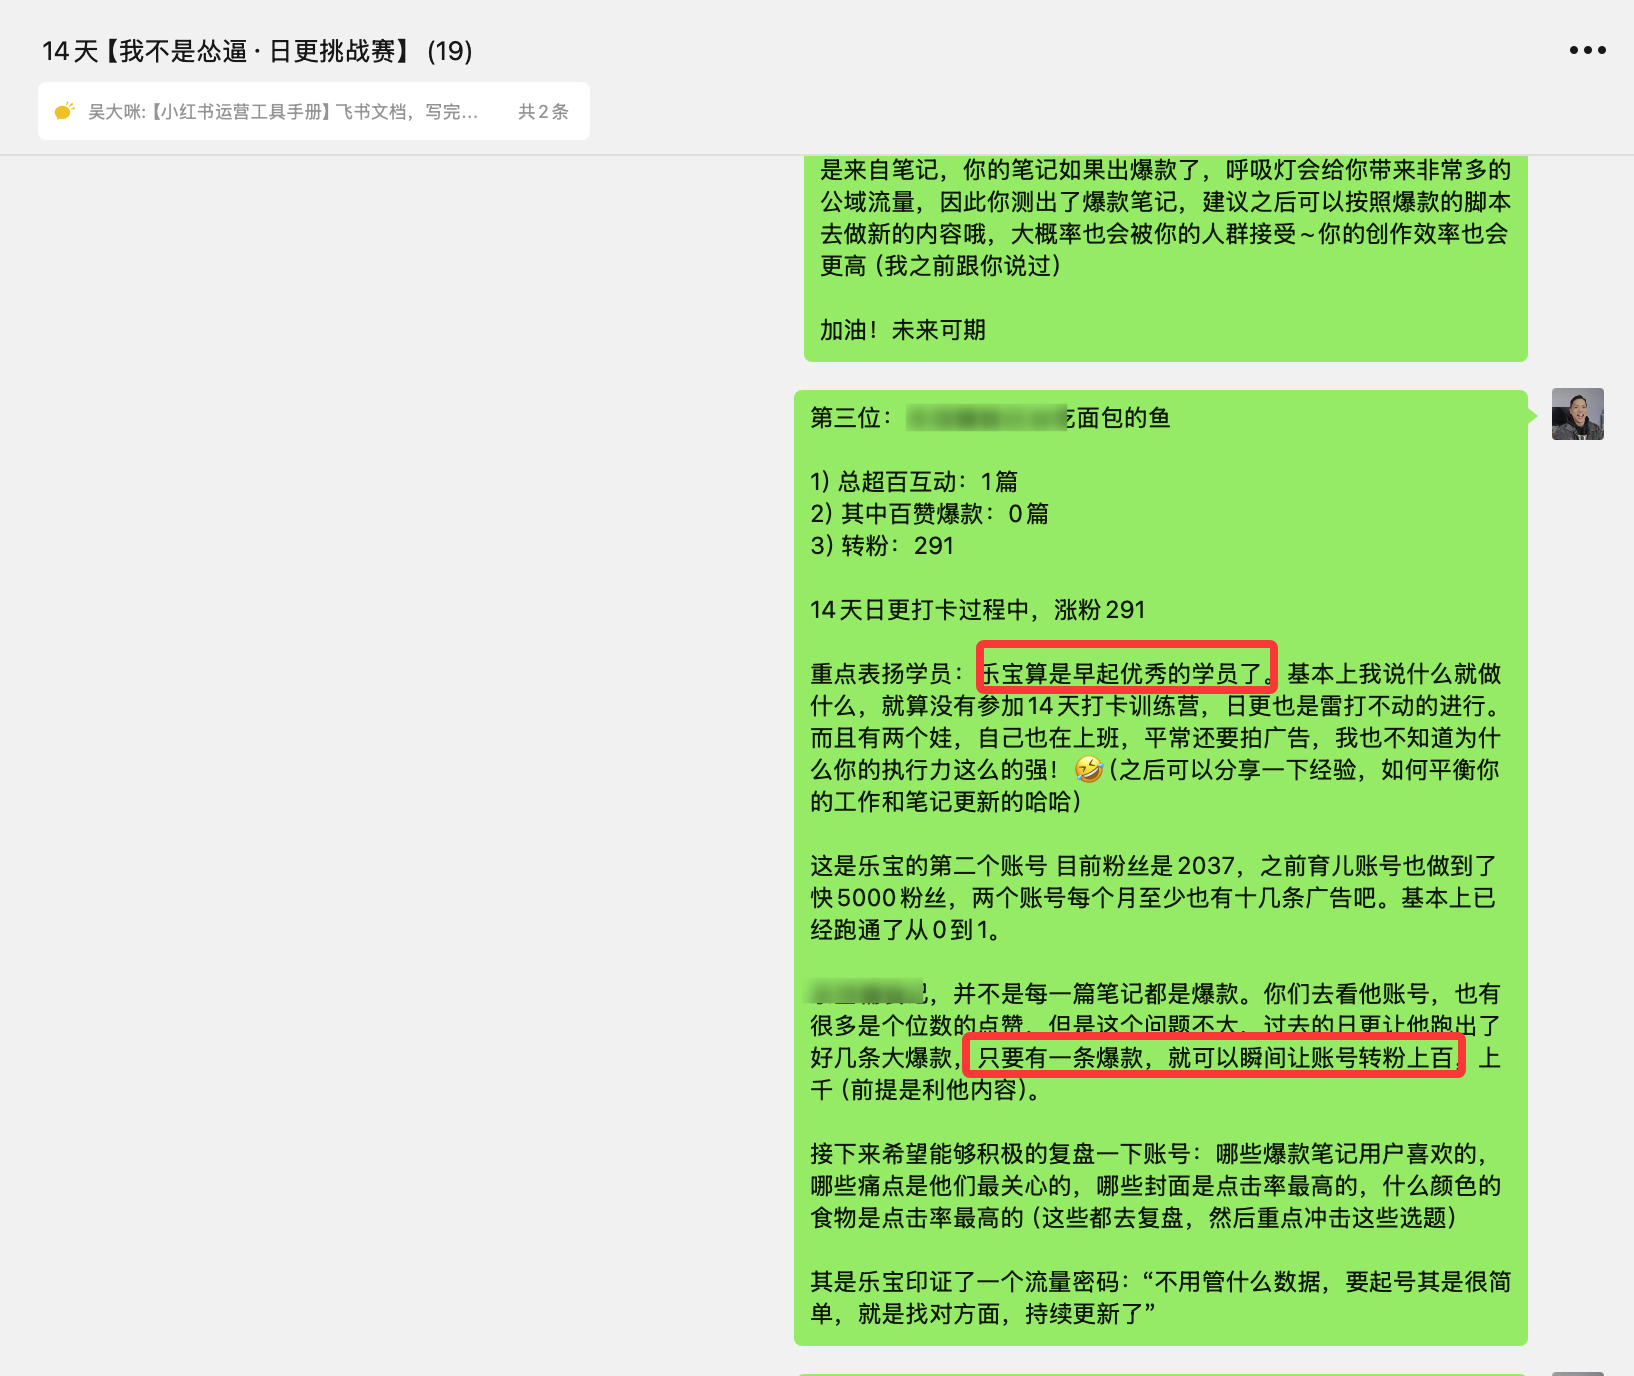 14天【我不是怂逼 · 日更挑战赛】 (19)
吴大咪:【小红书运营工具手册】飞书文档，写完...
共2条
是来自笔记，你的笔记如果出爆款了，呼吸灯会给你带来非常多的
公域流量，因此你测出了爆款笔记，建议之后可以按照爆款的脚本
去做新的内容哦，大概率也会被你的人群接受~你的创作效率也会
更高 (我之前跟你说过)
加油！未来可期
第三位：面包的鱼
1) 总超百互动：1篇
2) 其中百赞爆款：0篇
3) 转粉：291
14天日更打卡过程中，涨粉291
重点表扬学员：乐宝算是早起优秀的学员了。基本上我说什么就做
什么，就算没有参加14天打卡训练营，日更也是雷打不动的进行。
而且有两个娃，自己也在上班，平常还要拍广告，我也不知道为什
么你的执行力这么的强！🤣(之后可以分享一下经验，如何平衡你
的工作和笔记更新的哈哈)
这是乐宝的第二个账号 目前粉丝是2037，之前育儿账号也做到了
快5000粉丝，两个账号每个月至少也有十几条广告吧。基本上已
经跑通了从0到1。
，并不是每一篇笔记都是爆款。你们去看他账号，也有
很多是个位数的点赞，但是这个问题不大，过去的日更让他跑出了
好几条大爆款，只要有一条爆款，就可以瞬间让账号转粉上百，上
千 (前提是利他内容)。
接下来希望能够积极的复盘一下账号：哪些爆款笔记用户喜欢的，
哪些痛点是他们最关心的，哪些封面是点击率最高的，什么颜色的
食物是点击率最高的 (这些都去复盘，然后重点冲击这些选题)
其是乐宝印证了一个流量密码：“不用管什么数据，要起号其是很简
单，就是找对方面，持续更新了”